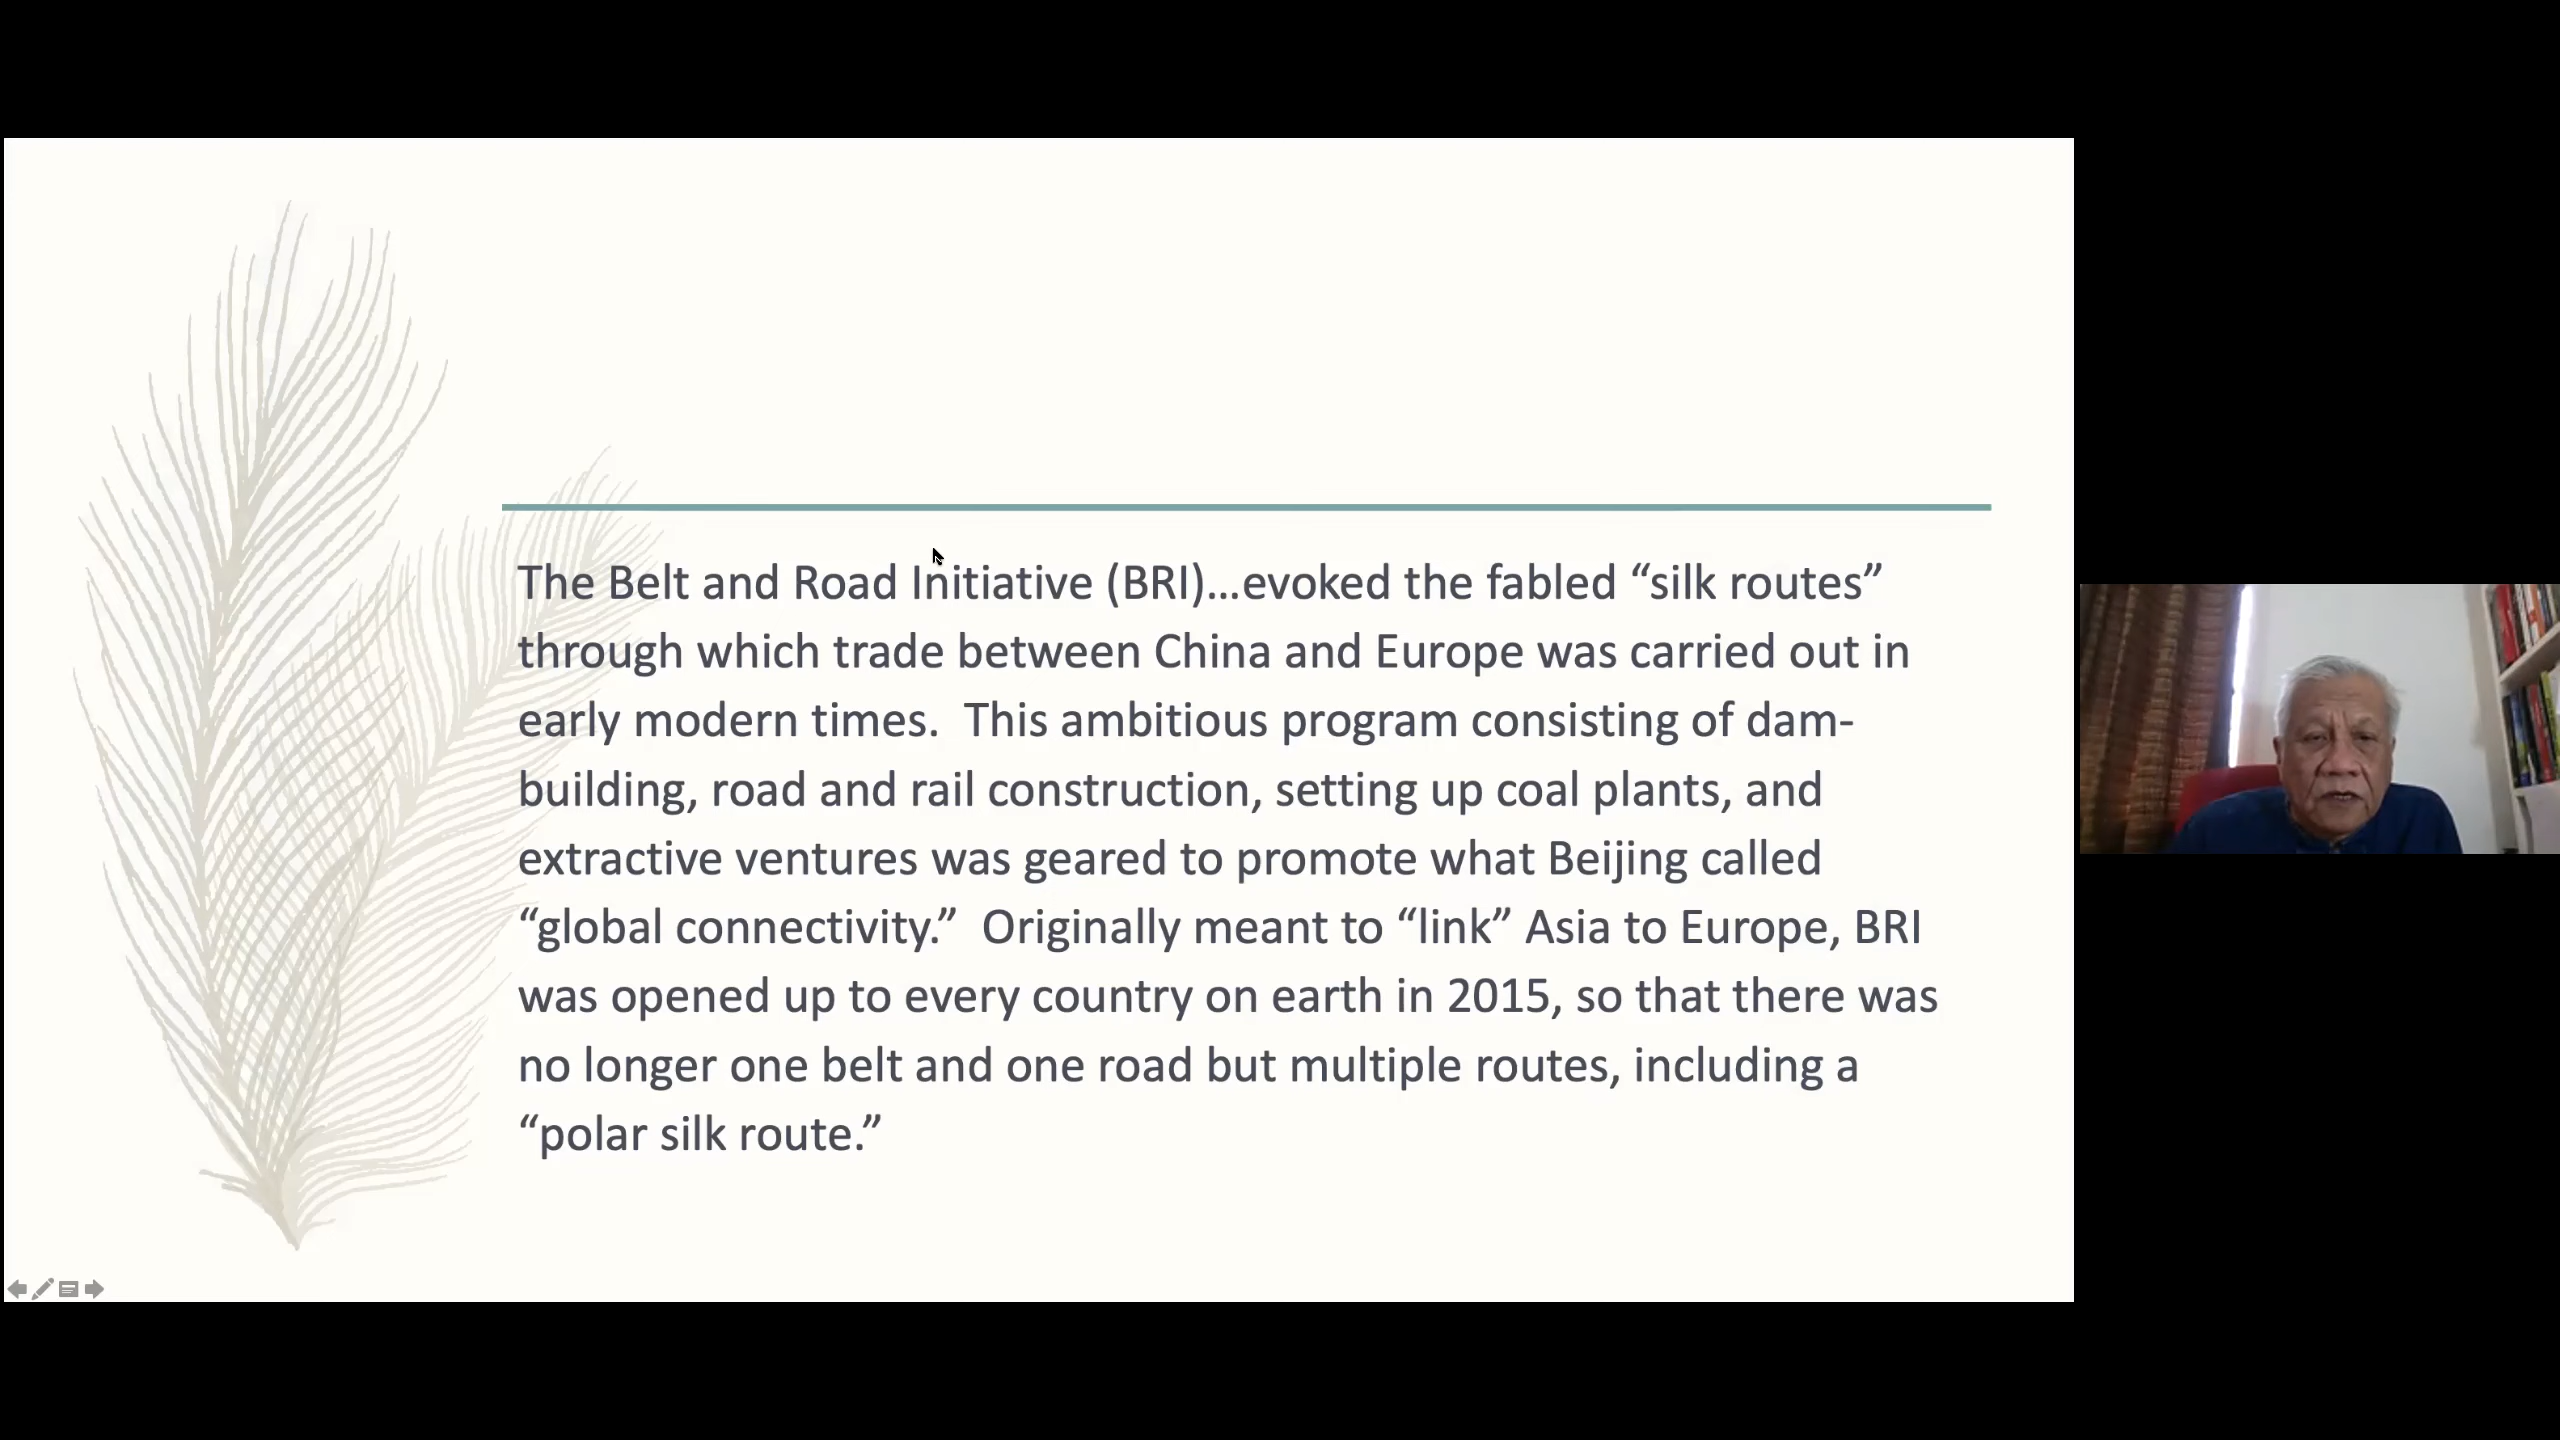 The Belt and Road Initiative (BRI)…evoked the fabled “silk routes”
through which trade between China and Europe was carried out in
early modern times.  This ambitious program consisting of dam-
building, road and rail construction, setting up coal plants, and
extractive ventures was geared to promote what Beijing called
“global connectivity.”  Originally meant to “link” Asia to Europe, BRI
was opened up to every country on earth in 2015, so that there was
no longer one belt and one road but multiple routes, including a
“polar silk route.”